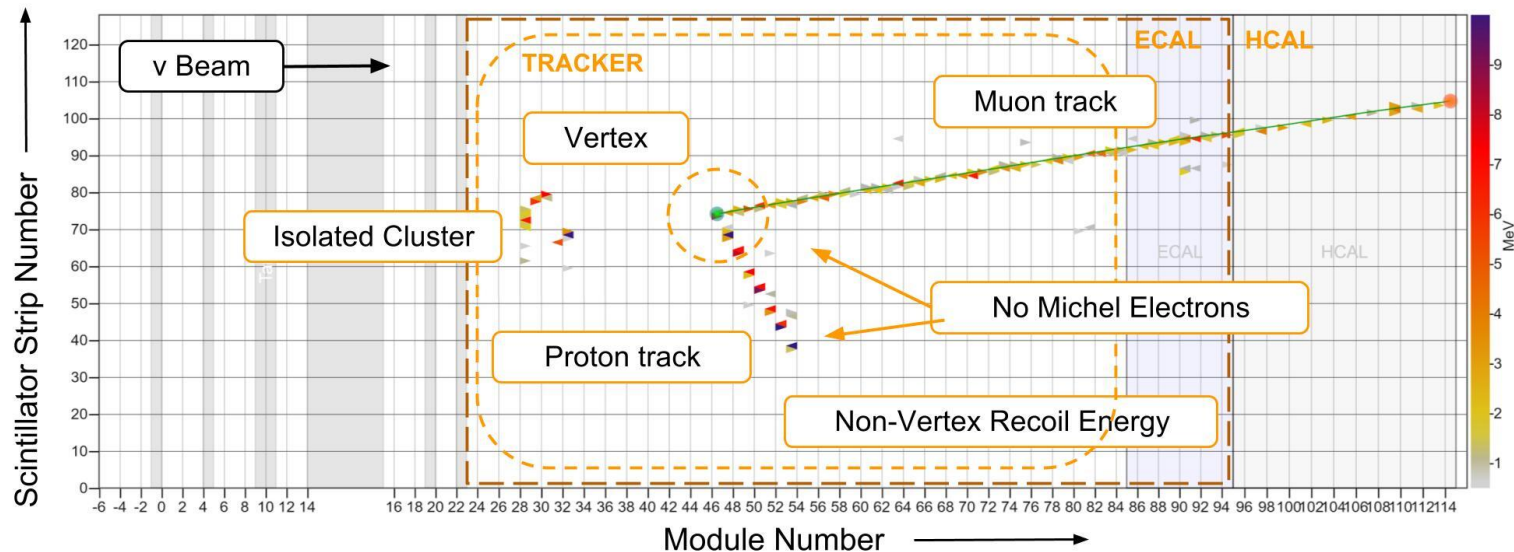 120
110
100
90
80
70
60
50
40
30
20
10
0
Scintillator Strip Number
ν Beam
TRACKER
ECAL
HCAL
Muon track
Vertex
Isolated Cluster
ECAL
HCAL
No Michel Electrons
Proton track
Non-Vertex Recoil Energy
-6 -4 -2 0 2 4 6 8 10 12 14 16 18 20 22 24 26 28 30 32 34 36 38 40 42 44 46 48 50 52 54 56 58 60 62 64 66 68 70 72 74 76 78 80 82 84 86 88 90 92 94 96 98 100 102 104 106 108 110 112 114
Module Number
9
8
7
6
5
4
3
2
1
MeV